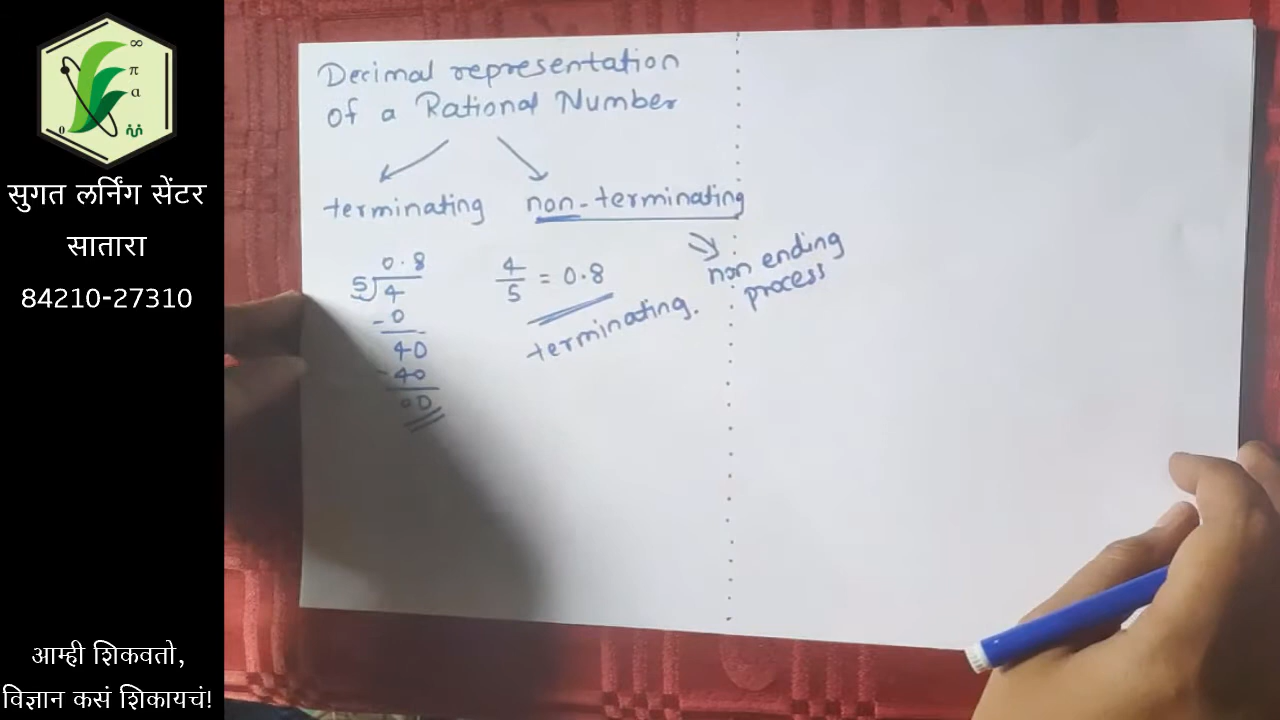 ∞
π
α
0
सुगत लर्निंग सेंटर
सातारा
84210-27310
आम्ही शिकवतो,
विज्ञान कसं शिकायचं!
Decimal representation
of a Rational Number
terminating non-terminating
non ending
process
0.8
5 4
-0
40
-40
00
4/5 = 0.8
terminating.